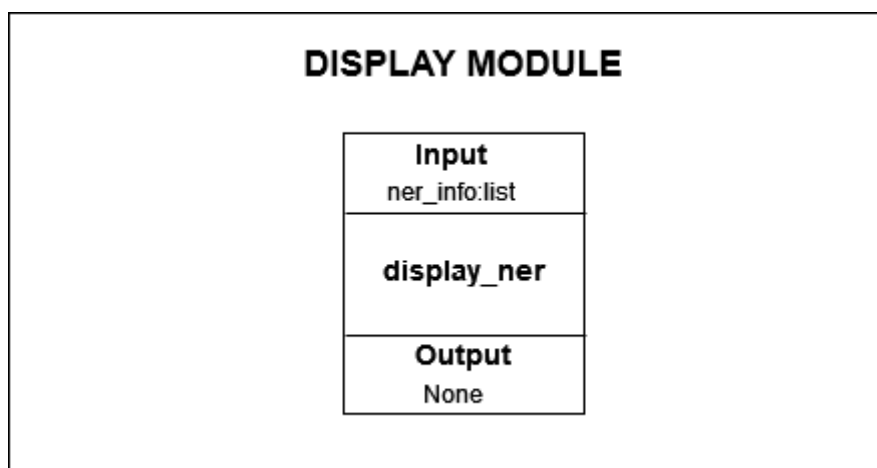 DISPLAY MODULE
Input
ner_info:list
display_ner
Output
None